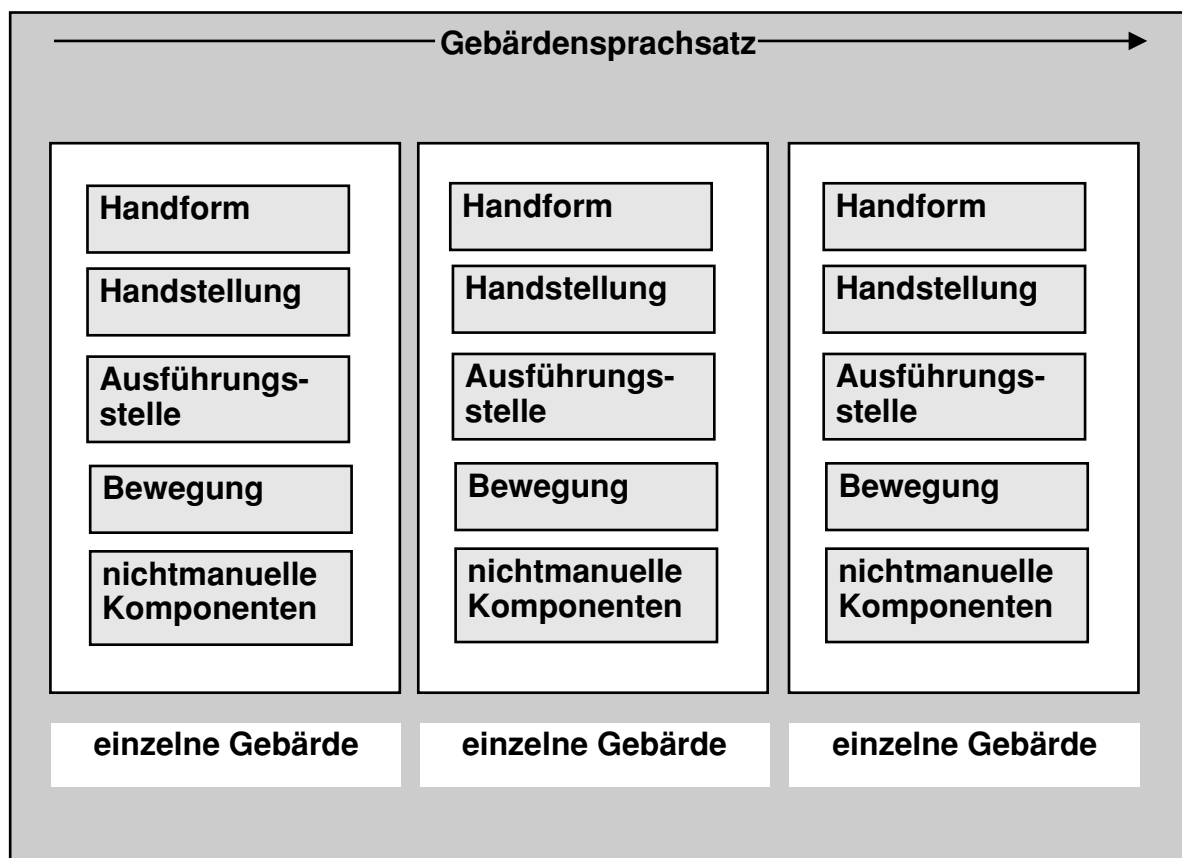 Gebärdensprachsatz
Handform
Handstellung
Ausführungs-
stelle
Bewegung
nichtmanuelle
Komponenten
einzelne Gebärde
Handform
Handstellung
Ausführungs-
stelle
Bewegung
nichtmanuelle
Komponenten
einzelne Gebärde
Handform
Handstellung
Ausführungs-
stelle
Bewegung
nichtmanuelle
Komponenten
einzelne Gebärde